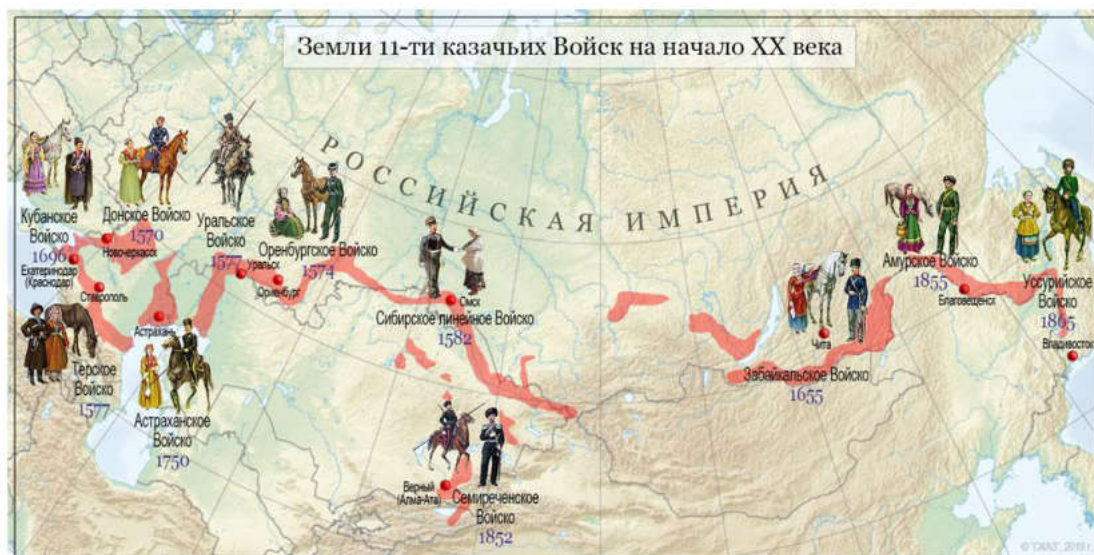 Земли 11-ти казачьих Войск на начало XX века
РОССИЙСКАЯ ИМПЕРИЯ
Кубанское
Войско
1696
Екатеринодар
(Краснодар)
Донское Войско
1570
Новочеркасск
Ставрополь
Уральское
Войско
1577
Уральск
Оренбургское Войско
1574
Оренбург
Сибирское линейное Войско
1582
Омск
Терское
Войско
1577
Астрахань
Астраханское
Войско
1750
Верный
(Алма-Ата)
Семиреченское
Войско
1852
Чита
Забайкальское Войско
1655
Амурское Войско
1855
Благовещенск
Уссурийское
Войско
1865
Владивосток